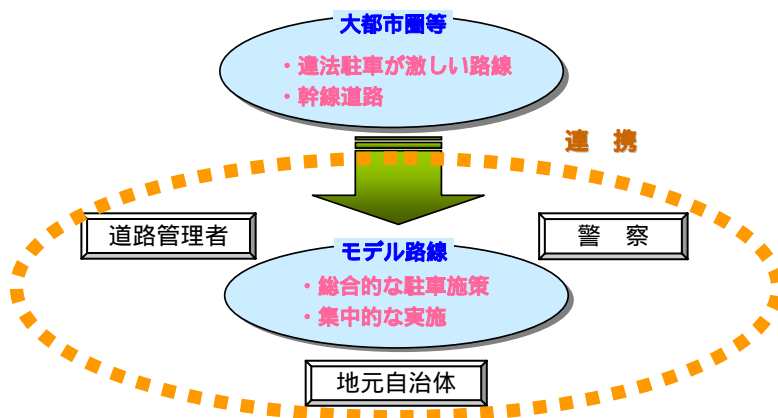 大都市圏等
・違法駐車が激しい路線
・幹線道路
連　携
道路管理者
警　察
モデル路線
・総合的な駐車施策
・集中的な実施
地元自治体